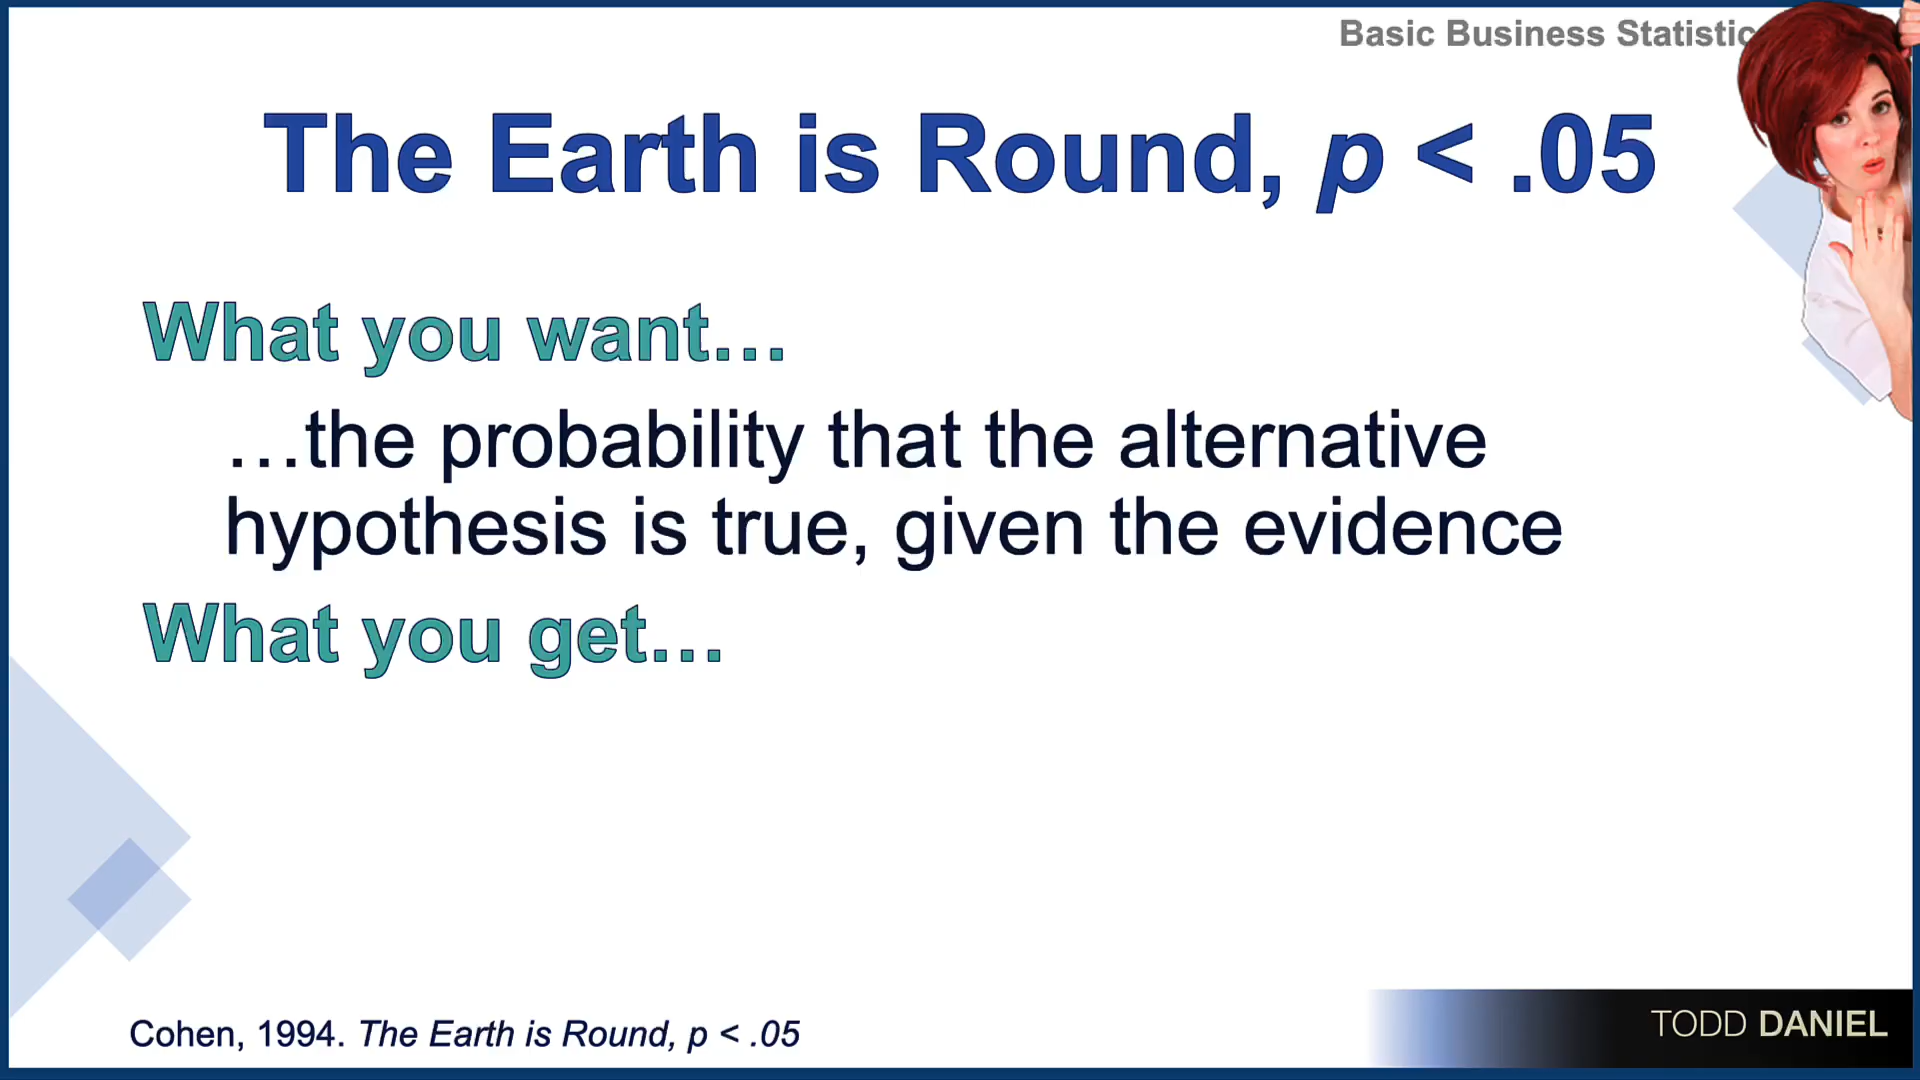 Basic Business Statistic
The Earth is Round, p < .05
What you want…
…the probability that the alternative
hypothesis is true, given the evidence
What you get…
Cohen, 1994. The Earth is Round, p < .05
TODD DANIEL